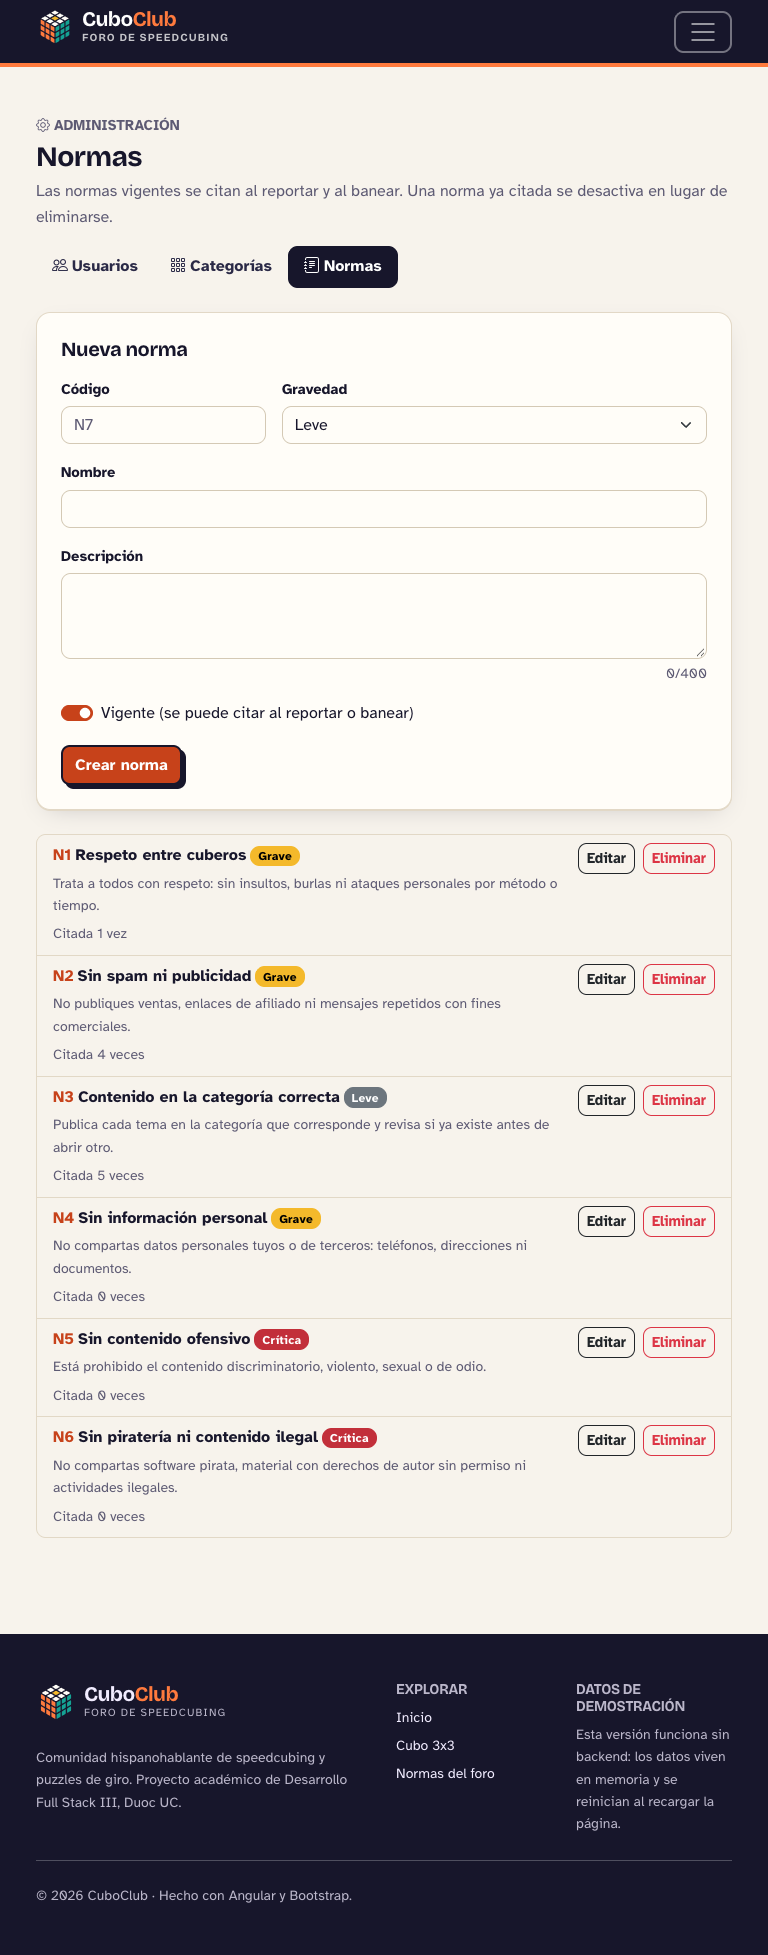 CuboClub
FORO DE SPEEDCUBING
ADMINISTRACIÓN
Normas
Las normas vigentes se citan al reportar y al banear. Una norma ya citada se desactiva en lugar de
eliminarse.
Usuarios Categorías Normas
Nueva norma
Código Gravedad
N7 Leve
Nombre
Descripción
0/400
Vigente (se puede citar al reportar o banear)
Crear norma
N1 Respeto entre cuberos Grave Editar Eliminar
Trata a todos con respeto: sin insultos, burlas ni ataques personales por método o
tiempo.
Citada 1 vez
N2 Sin spam ni publicidad Grave Editar Eliminar
No publiques ventas, enlaces de afiliado ni mensajes repetidos con fines
comerciales.
Citada 4 veces
N3 Contenido en la categoría correcta Leve Editar Eliminar
Publica cada tema en la categoría que corresponde y revisa si ya existe antes de
abrir otro.
Citada 5 veces
N4 Sin información personal Grave Editar Eliminar
No compartas datos personales tuyos o de terceros: teléfonos, direcciones ni
documentos.
Citada 0 veces
N5 Sin contenido ofensivo Crítica Editar Eliminar
Está prohibido el contenido discriminatorio, violento, sexual o de odio.
Citada 0 veces
N6 Sin piratería ni contenido ilegal Crítica Editar Eliminar
No compartas software pirata, material con derechos de autor sin permiso ni
actividades ilegales.
Citada 0 veces
CuboClub
FORO DE SPEEDCUBING
Comunidad hispanohablante de speedcubing y
puzzles de giro. Proyecto académico de Desarrollo
Full Stack III, Duoc UC.
EXPLORAR
Inicio
Cubo 3x3
Normas del foro
DATOS DE
DEMOSTRACIÓN
Esta versión funciona sin
backend: los datos viven
en memoria y se
reinician al recargar la
página.
© 2026 CuboClub · Hecho con Angular y Bootstrap.